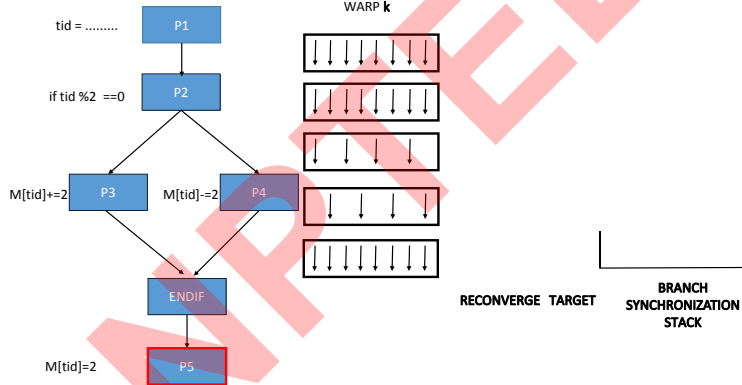 WARP k
tid = .........
P1
if tid %2 ==0
P2
M[tid]+=2
P3
M[tid]-=2
P4
ENDIF
RECONVERGE TARGET
BRANCH
SYNCHRONIZATION
STACK
M[tid]=2
P5
NPTEL